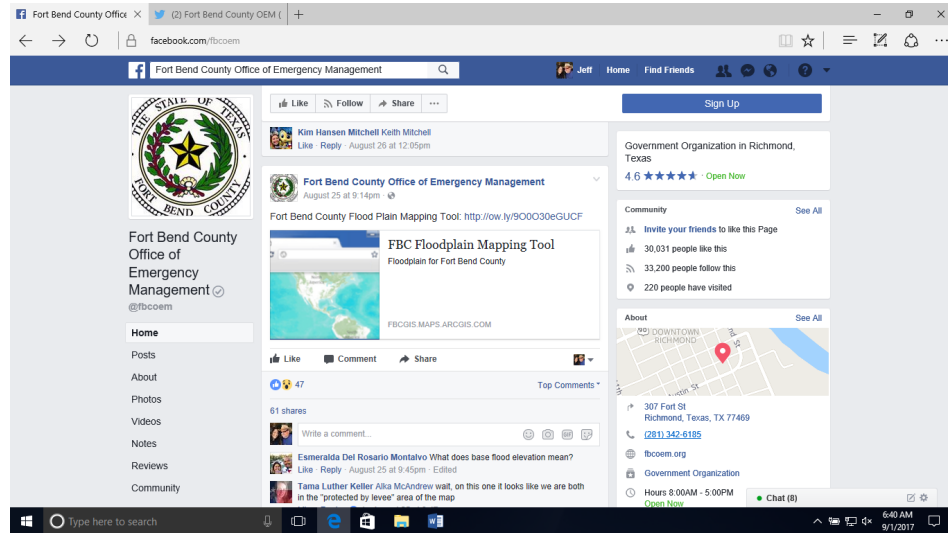 Fort Bend County Office
(2) Fort Bend County OEM (
facebook.com/fbcoem
Fort Bend County Office of Emergency Management
Jeff
Home
Find Friends
THE STATE OF TEXAS
FORT BEND COUNTY
Fort Bend County
Office of
Emergency
Management
@fbcoem
Home
Posts
About
Photos
Videos
Notes
Reviews
Community
Like
Follow
Share
Kim Hansen Mitchell Keith Mitchell
Like · Reply · August 26 at 12:05pm
Fort Bend County Office of Emergency Management
August 25 at 9:14pm ·
Fort Bend County Flood Plain Mapping Tool: http://ow.ly/9O0O30eGUCF
FBC Floodplain Mapping Tool
Floodplain for Fort Bend County
FBCGIS.MAPS.ARCGIS.COM
Like
Comment
Share
47
Top Comments
61 shares
Write a comment...
GIF
Esmeralda Del Rosario Montalvo What does base flood elevation mean?
Like · Reply · August 25 at 9:45pm · Edited
Tama Luther Keller Alka McAndrew wait, on this one it looks like we are both
in the "protected by levee" area of the map
Sign Up
Government Organization in Richmond,
Texas
4.6 ★★★★★ · Open Now
Community
See All
Invite your friends to like this Page
30,031 people like this
33,200 people follow this
220 people have visited
About
See All
90
DOWNTOWN
RICHMOND
Austin St
307 Fort St
Richmond, Texas, TX 77469
(281) 342-6185
fbcoem.org
Government Organization
Hours 8:00AM - 5:00PM
Open Now
Chat (8)
Type here to search
6:40 AM
9/1/2017